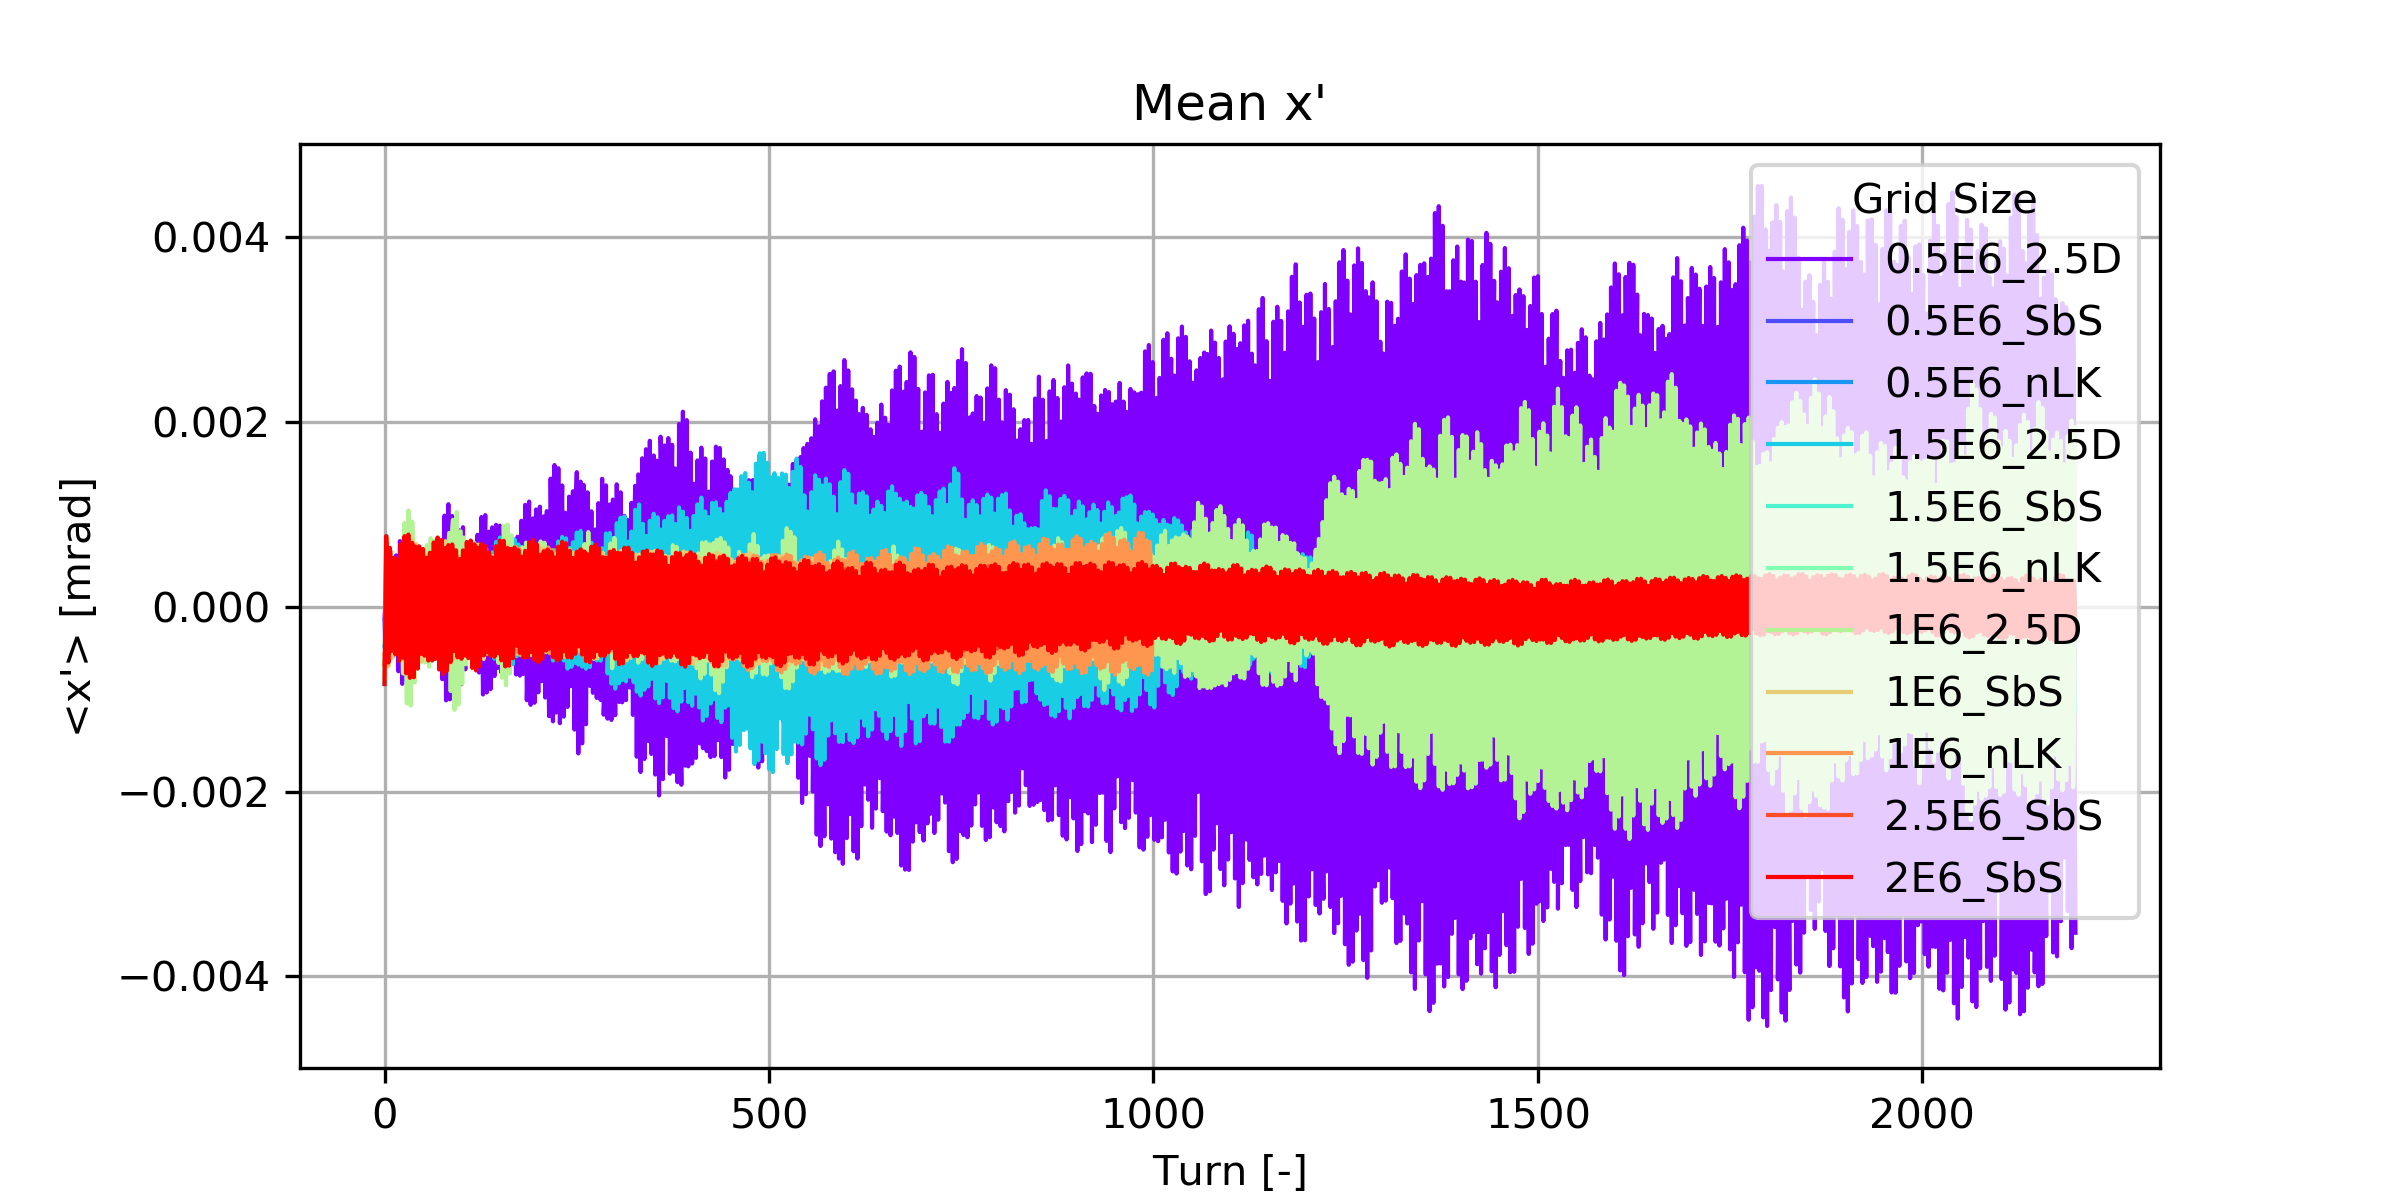 Mean x'
<x'> [mrad]
0.004
0.002
0.000
−0.002
−0.004
Grid Size
0.5E6_2.5D
0.5E6_SbS
0.5E6_nLK
1.5E6_2.5D
1.5E6_SbS
1.5E6_nLK
1E6_2.5D
1E6_SbS
1E6_nLK
2.5E6_SbS
2E6_SbS
0 500 1000 1500 2000
Turn [-]